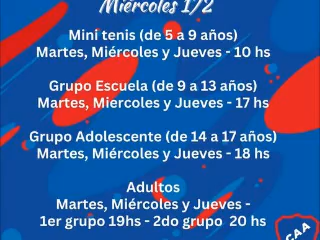 Miércoles 1/2
Mini tenis (de 5 a 9 años)
Martes, Miércoles y Jueves - 10 hs
Grupo Escuela (de 9 a 13 años)
Martes, Miercoles y Jueves - 17 hs
Grupo Adolescente (de 14 a 17 años)
Martes, Miércoles y Jueves - 18 hs
Adultos
Martes, Miércoles y Jueves -
1er grupo 19hs - 2do grupo 20 hs
CAA